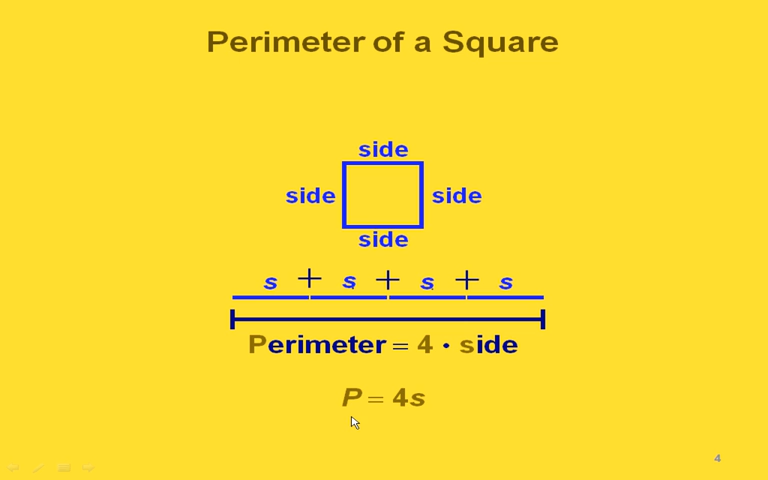 Perimeter of a Square
side
side side
side
s + s + s + s
Perimeter = 4 · side
P = 4s
4